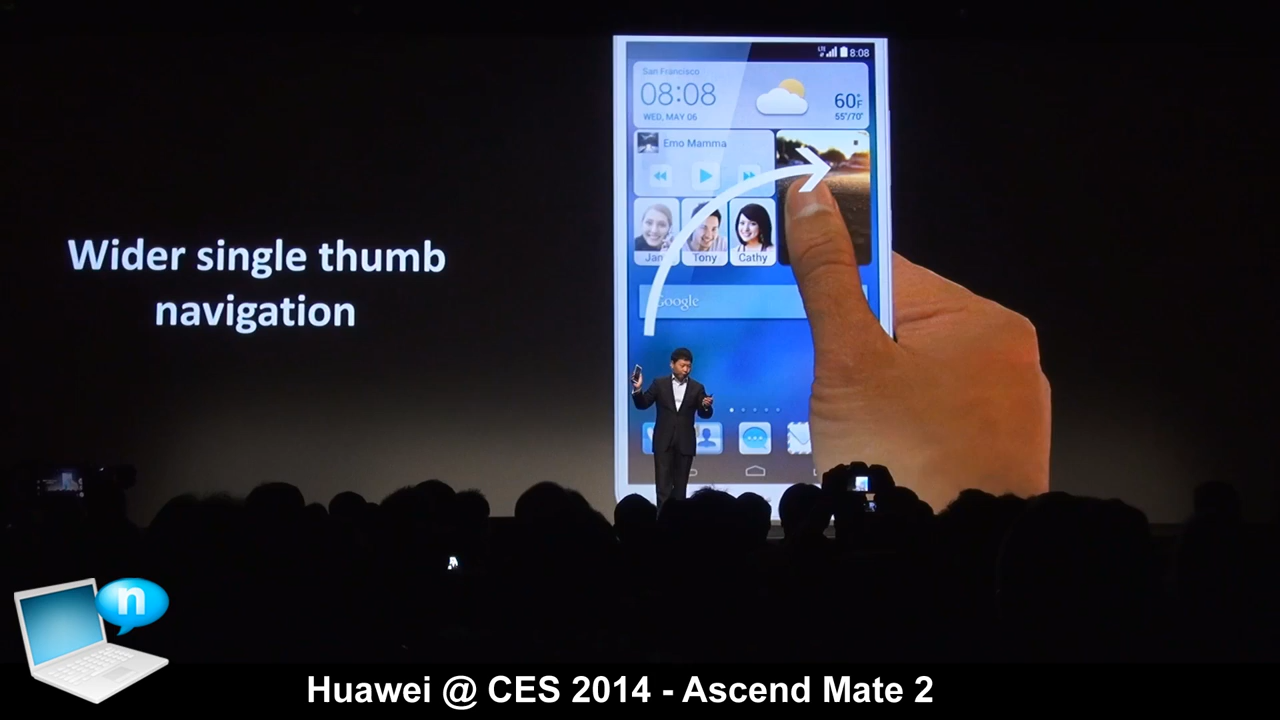 8:08
San Francisco
08:08
60°F
WED, MAY 06
55°/70°
Emo Mamma
Tony
Cathy
Google
Wider single thumb
navigation
n
Huawei @ CES 2014 - Ascend Mate 2